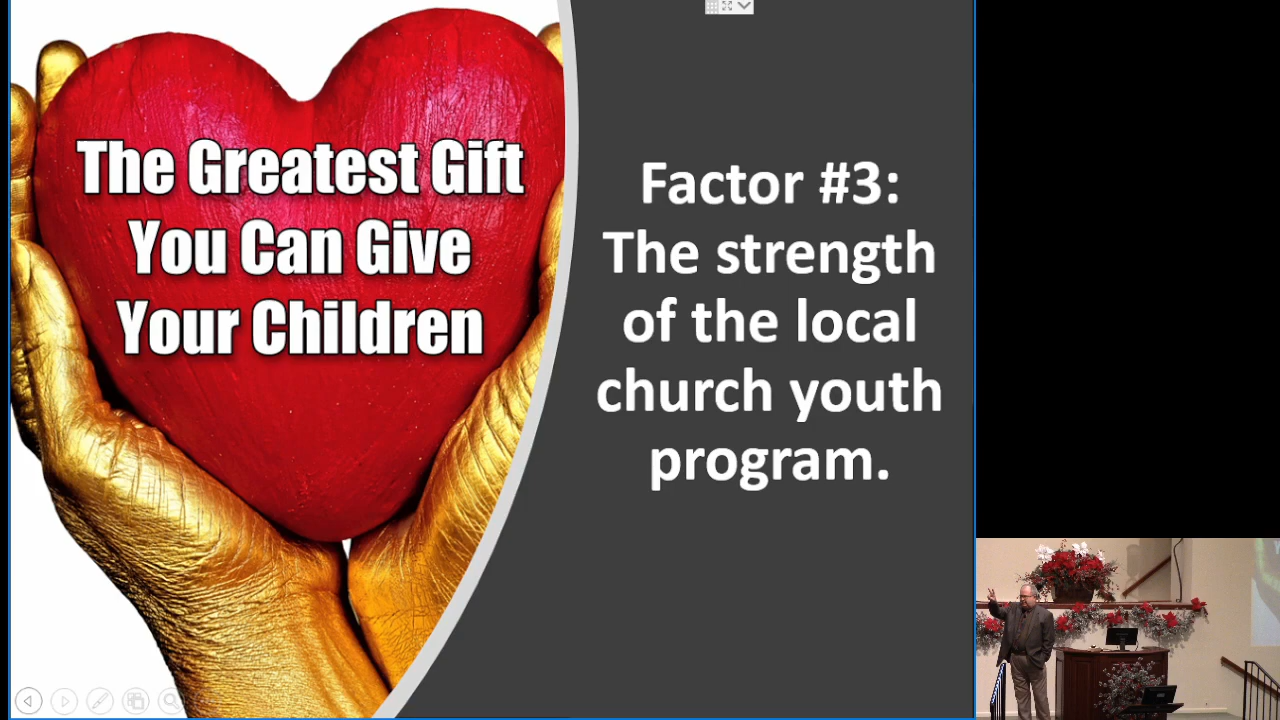 The Greatest Gift
You Can Give
Your Children
Factor #3:
The strength
of the local
church youth
program.